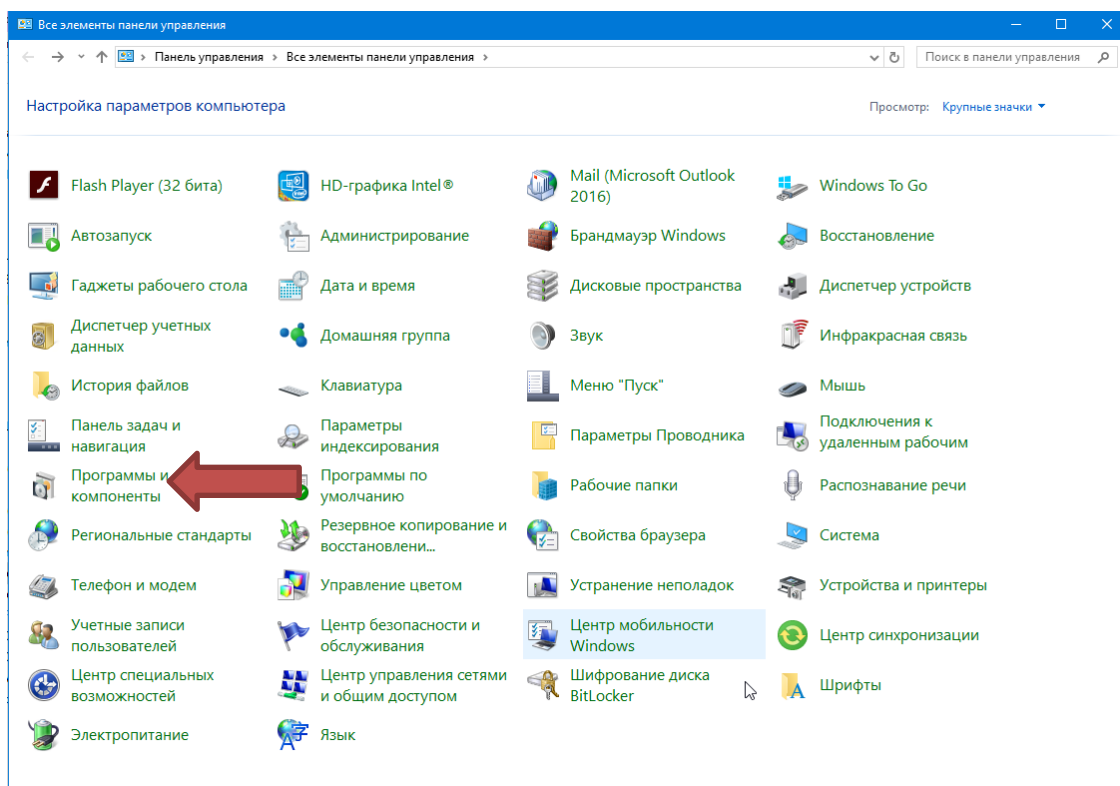 Все элементы панели управления
Панель управления › Все элементы панели управления ›
Поиск в панели управления
Настройка параметров компьютера
Просмотр: Крупные значки
Flash Player (32 бита)
HD-графика Intel®
Mail (Microsoft Outlook
2016)
Windows To Go
Автозапуск
Администрирование
Брандмауэр Windows
Восстановление
Гаджеты рабочего стола
Дата и время
Дисковые пространства
Диспетчер устройств
Диспетчер учетных
данных
Домашняя группа
Звук
Инфракрасная связь
История файлов
Клавиатура
Меню "Пуск"
Мышь
Панель задач и
навигация
Параметры
индексирования
Параметры Проводника
Подключения к
удаленным рабочим
Программы и
компоненты
Программы по
умолчанию
Рабочие папки
Распознавание речи
Региональные стандарты
Резервное копирование и
восстановлени...
Свойства браузера
Система
Телефон и модем
Управление цветом
Устранение неполадок
Устройства и принтеры
Учетные записи
пользователей
Центр безопасности и
обслуживания
Центр мобильности
Windows
Центр синхронизации
Центр специальных
возможностей
Центр управления сетями
и общим доступом
Шифрование диска
BitLocker
Шрифты
Электропитание
Язык